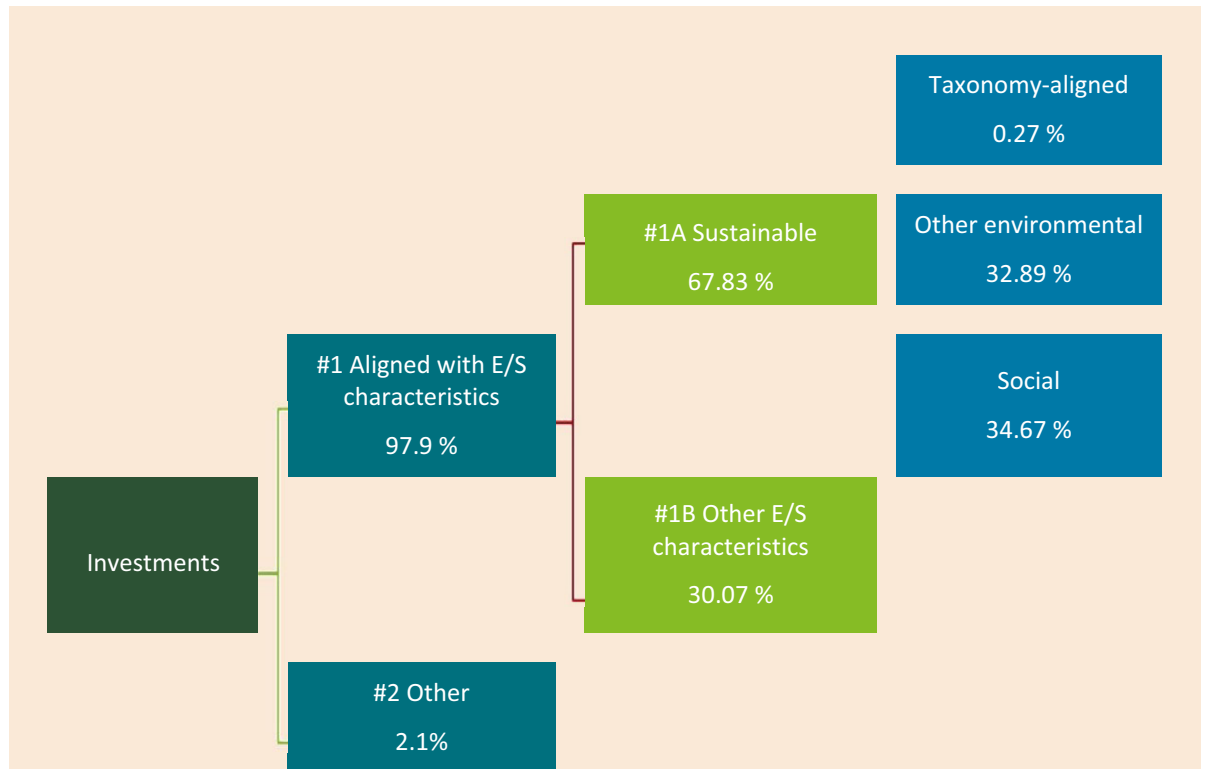 Taxonomy-aligned
0.27 %
#1A Sustainable
67.83 %
Other environmental
32.89 %
#1 Aligned with E/S
characteristics
97.9 %
Social
34.67 %
Investments
#1B Other E/S
characteristics
30.07 %
#2 Other
2.1%